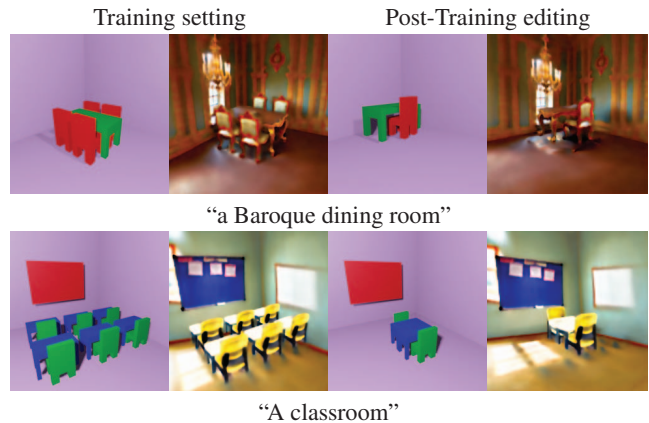 Training setting Post-Training editing
“a Baroque dining room”
“A classroom”